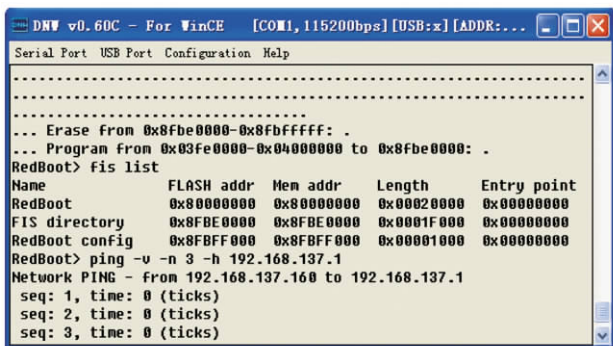 DNW v0.60C - For WinCE [COM1,115200bps][USB:x][ADDR:...
Serial Port USB Port Configuration Help
................................................................................
................................................................................
.........................................
... Erase from 0x8fbe0000-0x8fbfffff: .
... Program from 0x03fe0000-0x04000000 to 0x8fbe0000: .
RedBoot> fis list
Name FLASH addr Mem addr Length Entry point
RedBoot 0x80000000 0x80000000 0x00020000 0x00000000
FIS directory 0x8FBE0000 0x8FBE0000 0x0001F000 0x00000000
RedBoot config 0x8FBFF000 0x8FBFF000 0x00001000 0x00000000
RedBoot> ping -v -n 3 -h 192.168.137.1
Network PING - from 192.168.137.160 to 192.168.137.1
seq: 1, time: 0 (ticks)
seq: 2, time: 0 (ticks)
seq: 3, time: 0 (ticks)